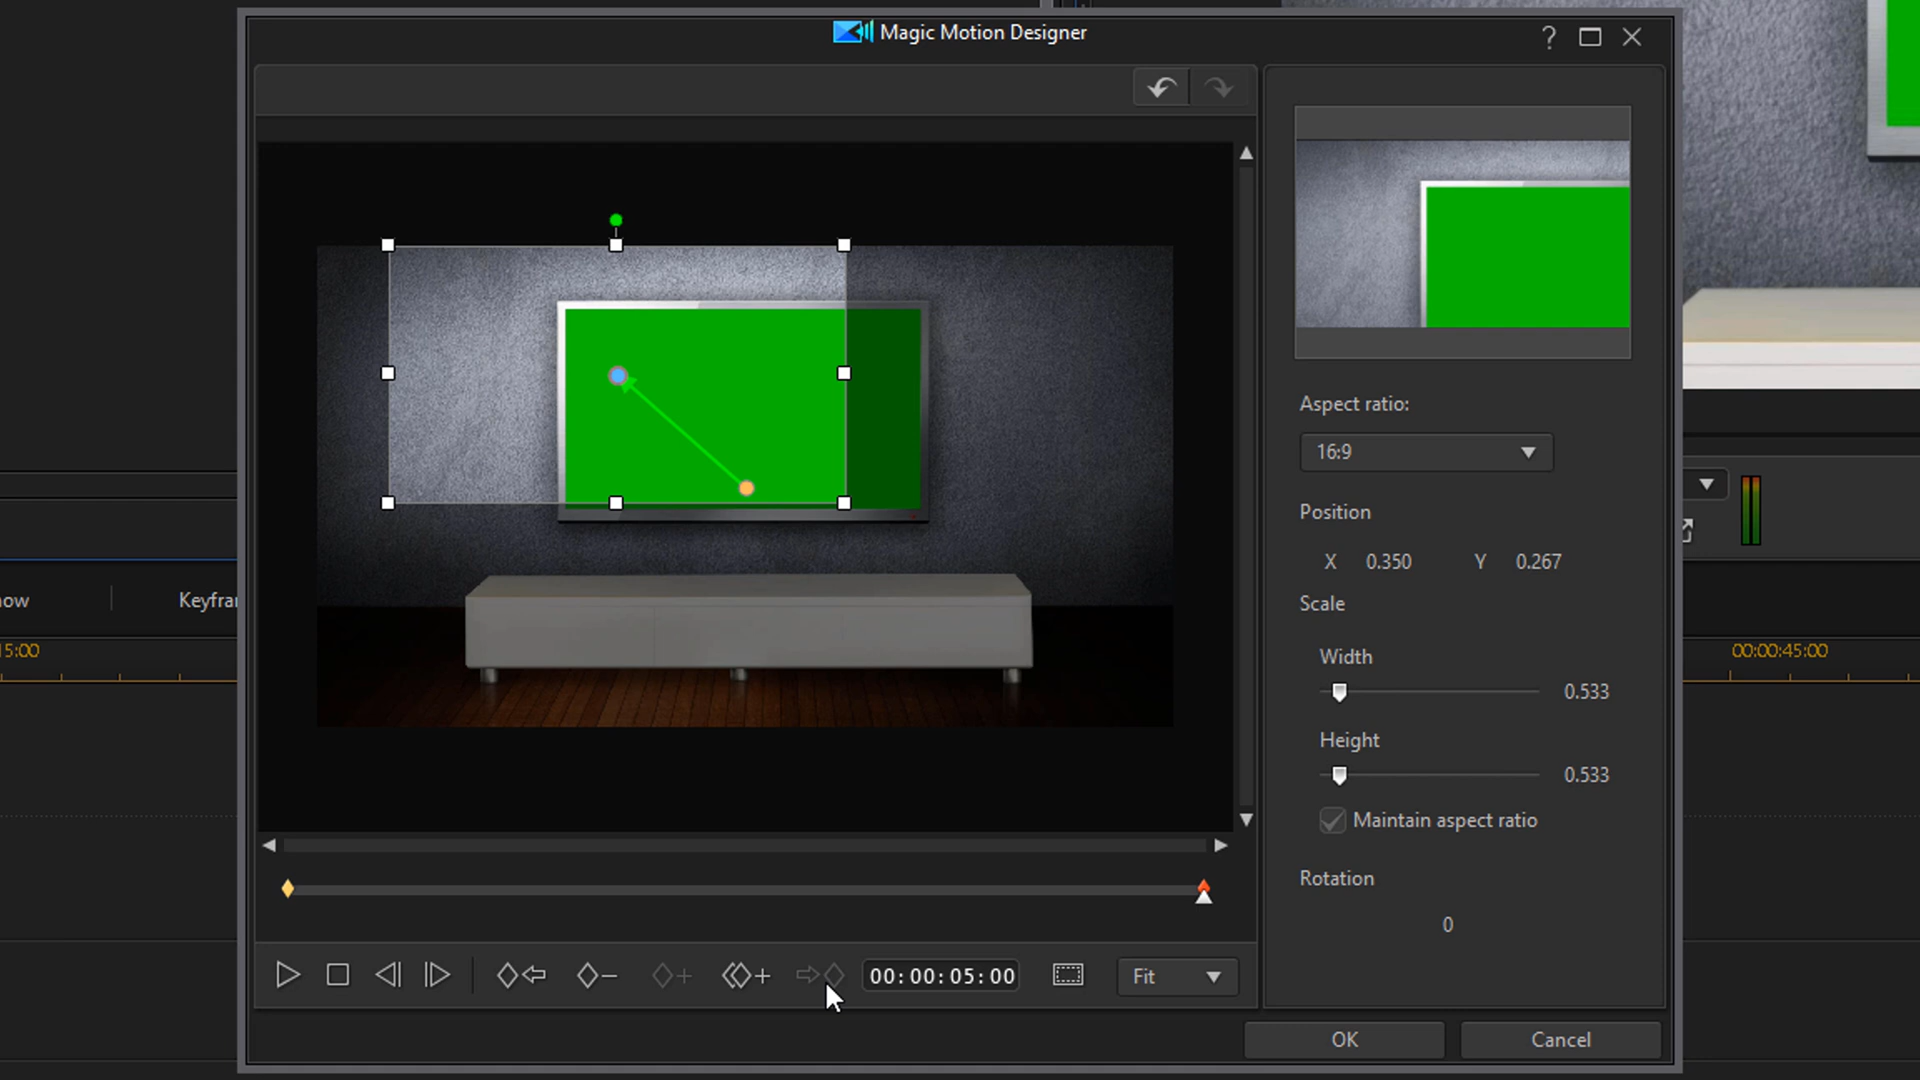 Magic Motion Designer
?
Aspect ratio:
16:9
Position
X 0.350 Y 0.267
Scale
Width
0.533
Height
0.533
Maintain aspect ratio
Rotation
0
00:00:05:00
Fit
OK
Cancel
ow
Keyfra
5:00
00:00:45:00